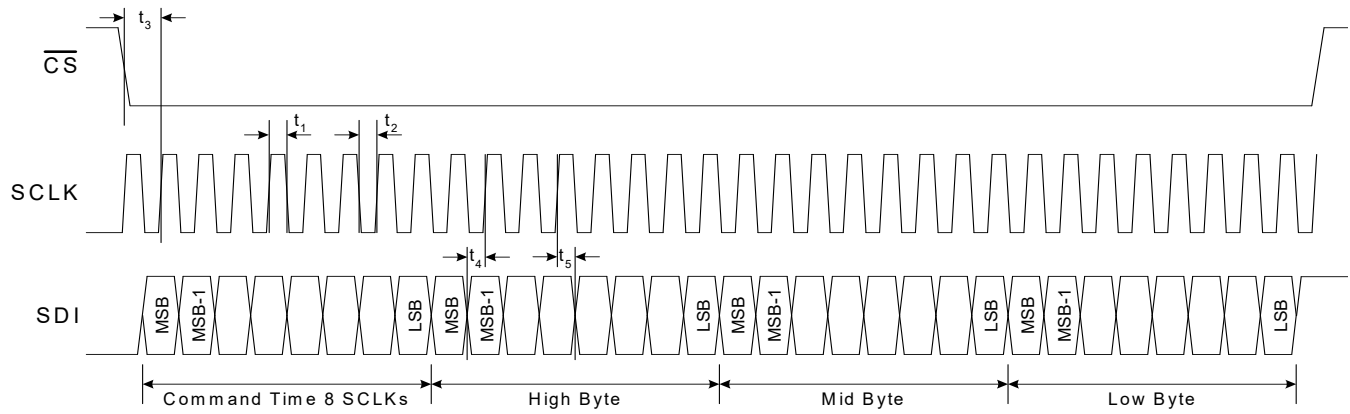 t3
CS
t1
t2
SCLK
t4
t5
SDI
MSB
MSB-1
LSB
MSB
MSB-1
LSB
MSB
MSB-1
LSB
MSB
MSB-1
LSB
Command Time 8 SCLKs
High Byte
Mid Byte
Low Byte